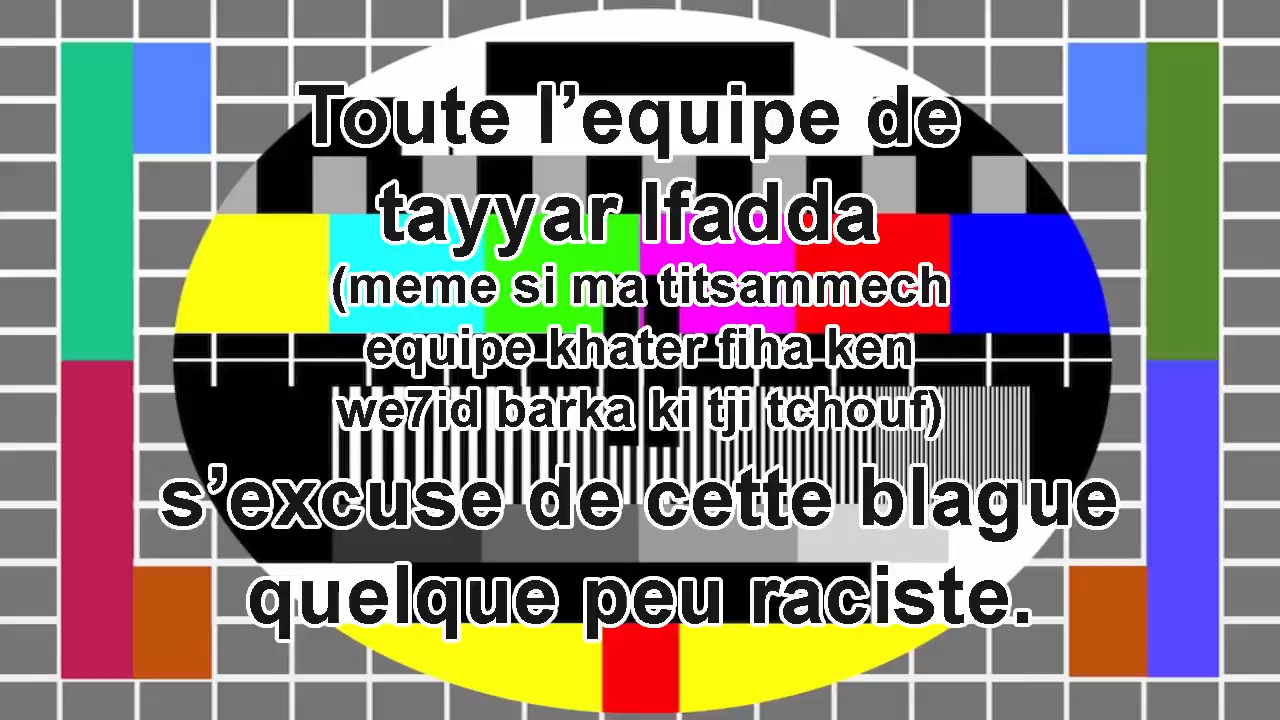 Toute l’equipe de
tayyar lfadda
(meme si ma titsammech
equipe khater fiha ken
we7id barka ki tji tchouf)
s’excuse de cette blague
quelque peu raciste.